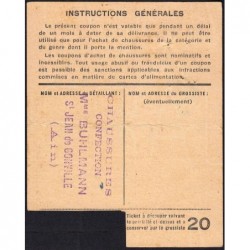 INSTRUCTIONS GÉNÉRALES
Le présent coupon n'est valable que pendant un délai
de un mois à dater de sa délivrance. Il ne peut être
utilisé que pour l'achat de chaussures de la catégorie et
du genre dont il porte la mention.
Les coupons d'achat de chaussures sont nominatifs et
incessibles. Tout usage abusif ou frauduleux d'un coupon
est passible des sanctions applicables aux infractions
commises en matière de cartes d'alimentation.
NOM et ADRESSE du DÉTAILLANT :
NOM et ADRESSE du GROSSISTE :
(éventuellement)
CHAUSSURES
CONFECTION
Mme BUHLMANN
St JEAN de GONVILLE
(Ain)
20